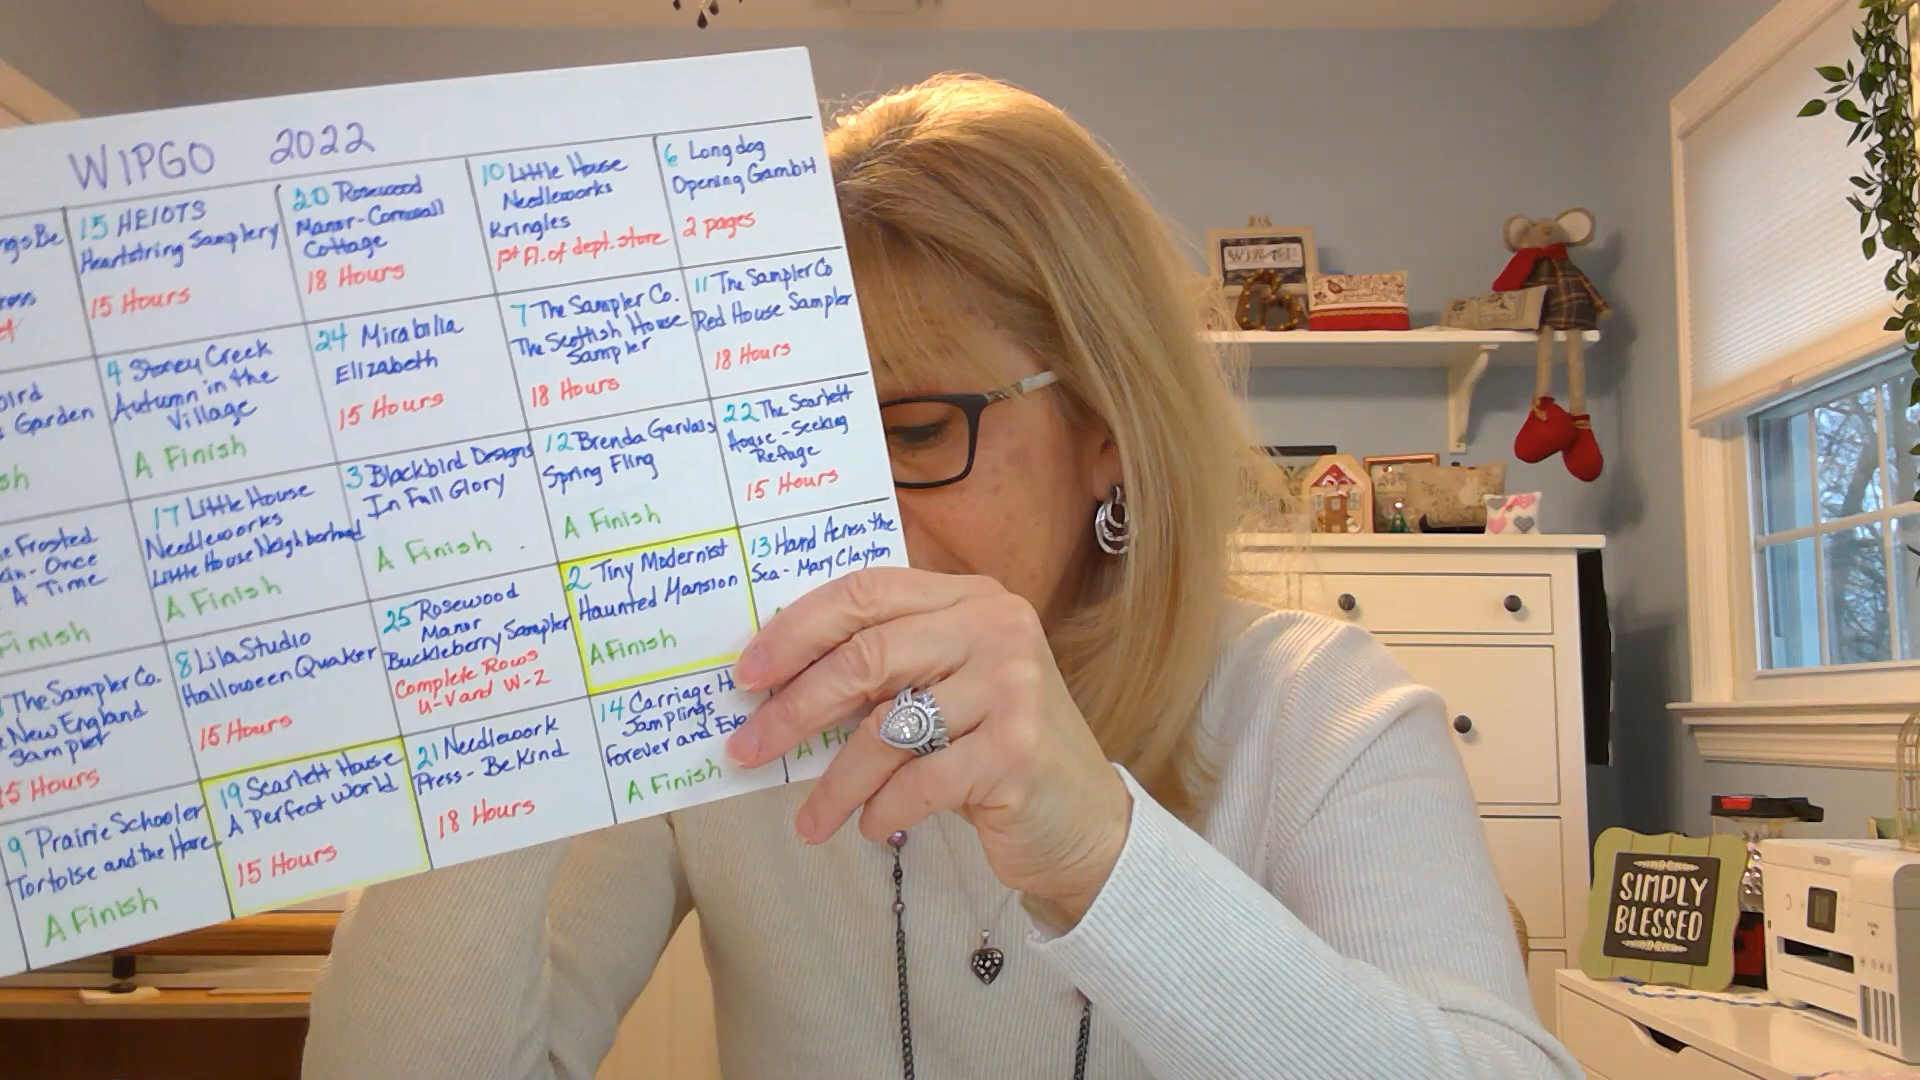 WIPGO 2022
15 HEIOTS
Heartstring Samplery
15 Hours
20 Rosewood
Manor-Cornwall
Cottage
18 Hours
10 Little House
Needleworks
Kringles
1st Fl. of dept. store
6 Longdog
Opening GambIt
2 pages
Garden
4 Stoney Creek
Autumn in the
Village
A Finish
24 Mirabilia
Elizabeth
15 Hours
7 The Sampler Co.
The Scottish House
Sampler
18 Hours
11 The Sampler Co
Red House Sampler
18 Hours
Frosted
Once
A Time
Finish
17 Little House
Needleworks
Little House Neighborhood
A Finish
3 Blackbird Designs
In Full Glory
A Finish
12 Brenda Gervais
Spring Fling
A Finish
22 The Scarlett
House - Seeking
Refuge
15 Hours
The Sampler Co.
New England
Sampler
Hours
8 Lila Studio
Halloween Quaker
15 Hours
25 Rosewood
Manor
Buckleberry Sampler
Complete Rows
U-V and W-Z
2 Tiny Modernist
Haunted Mansion
A Finish
13 Hand Across the
Sea - Mary Clayton
9 Prairie Schooler
Tortoise and the Hare
A Finish
19 Scarlett House
A Perfect World
15 Hours
21 Needlework
Press - Be Kind
18 Hours
14 Carriage H
Samplings
Forever and Eve
A Finish
A Fin
SIMPLY
BLESSED
EPSON